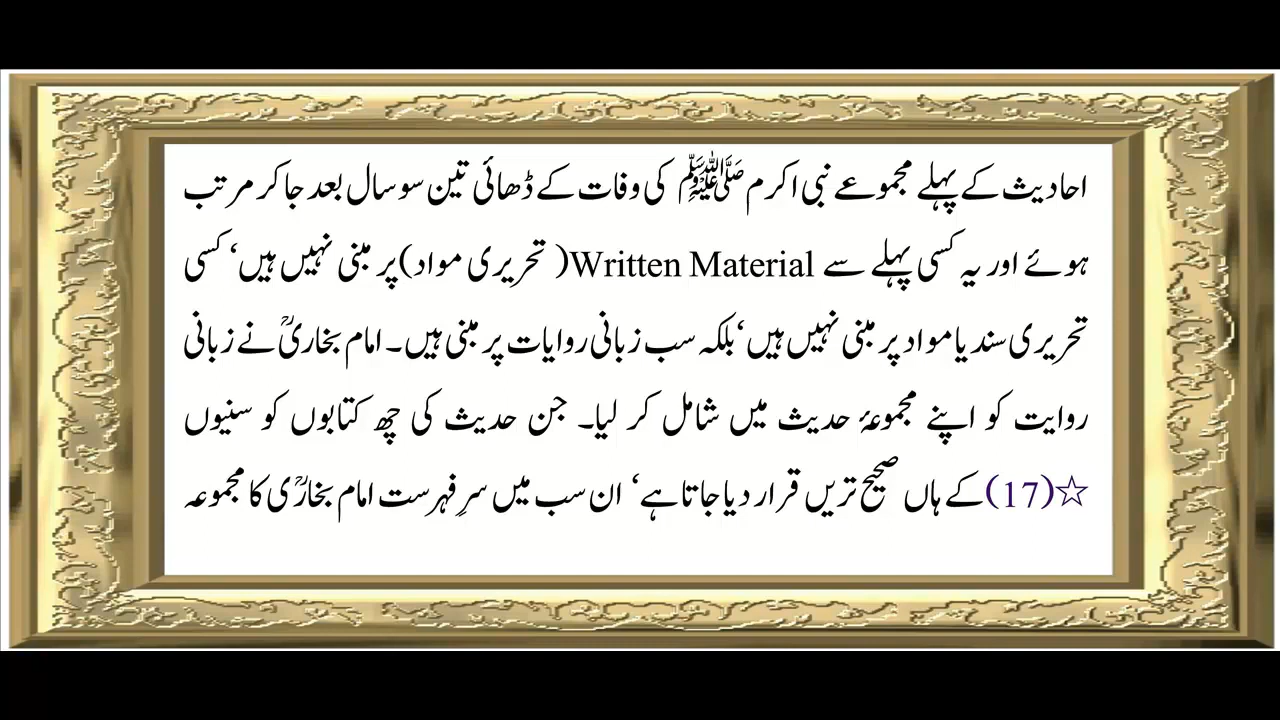 احادیث کے پہلے مجموعے نبی اکرم ﷺ کی وفات کے ڈھائی تین سو سال بعد جا کر مرتب
ہوئے اور یہ کسی پہلے سے Written Material( تحریری مواد) پر مبنی نہیں ہیں، کسی
تحریری سند یا مواد پر مبنی نہیں ہیں، بلکہ سب زبانی روایات پر مبنی ہیں۔ امام بخاریؒ نے زبانی
روایت کو اپنے مجموعۂ حدیث میں شامل کر لیا۔ جن حدیث کی چھ کتابوں کو سنیوں
☆(17) کے ہاں صحیح ترین قرار دیا جاتا ہے، ان سب میں سرِ فہرست امام بخاریؒ کا مجموعہ